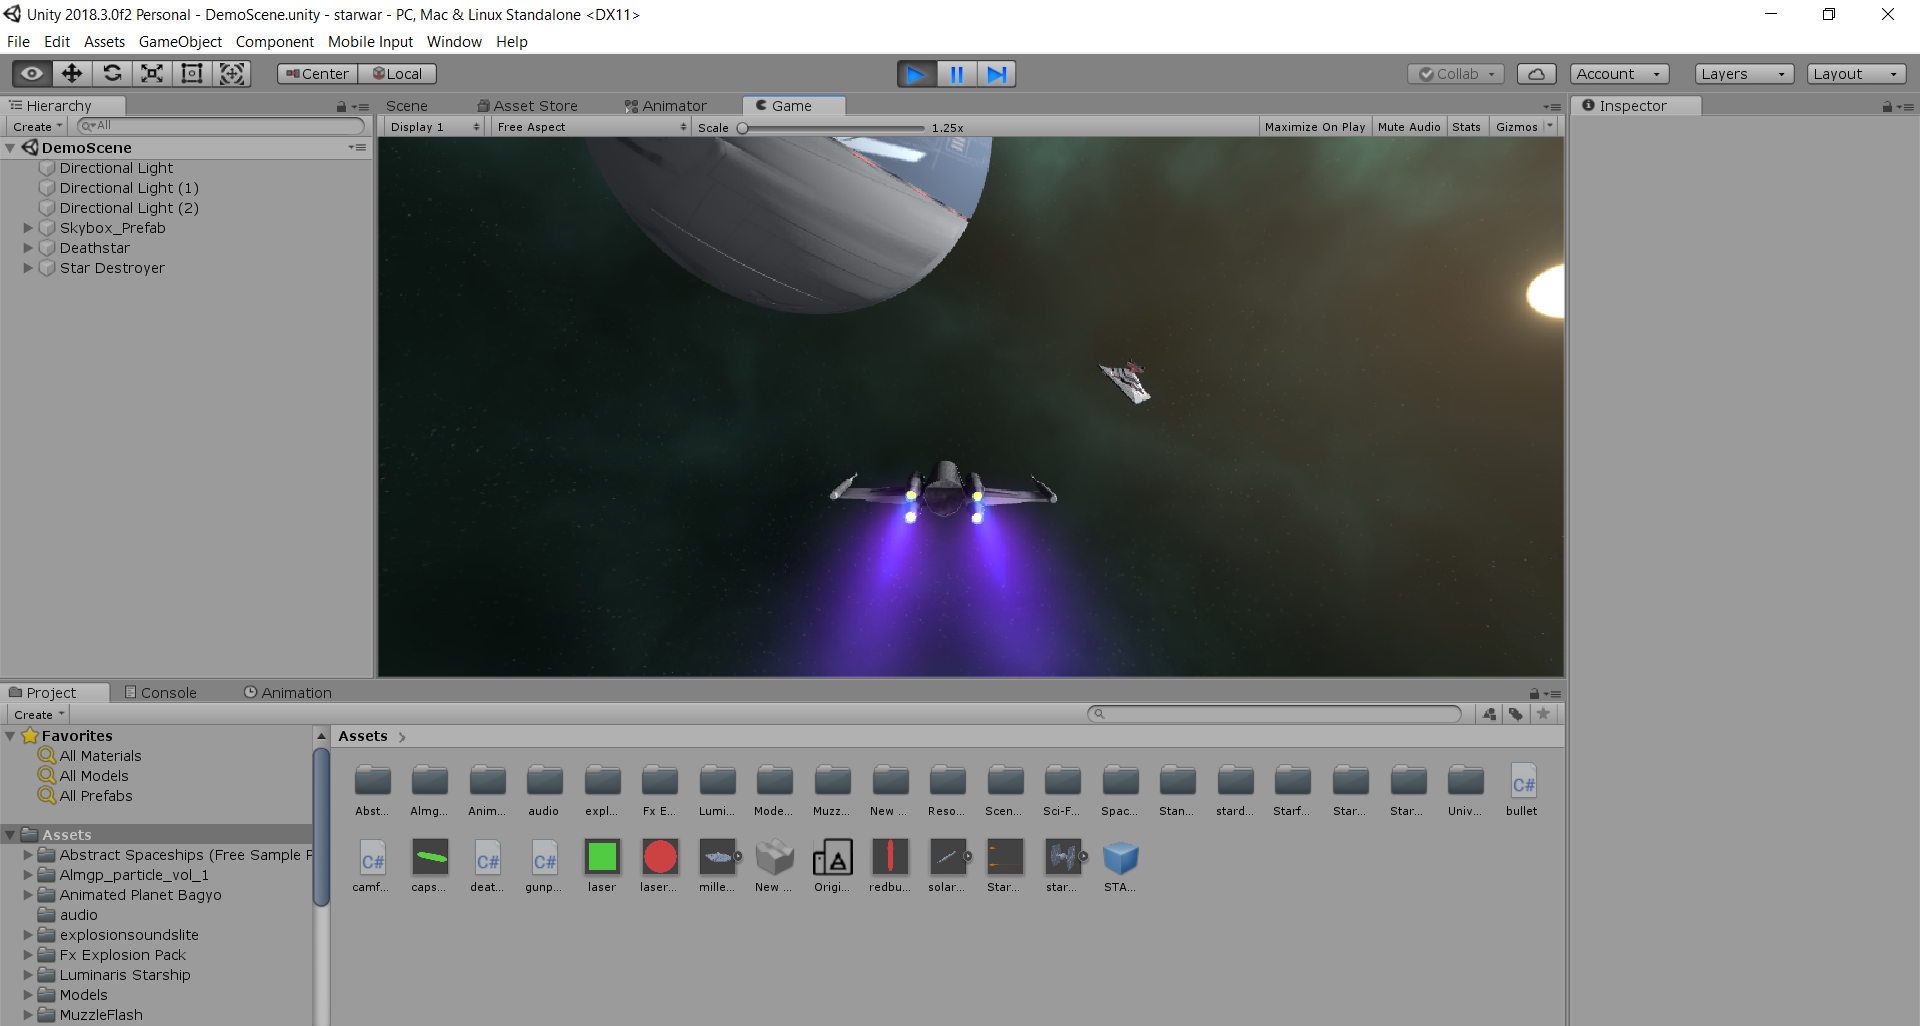 Unity 2018.3.0f2 Personal - DemoScene.unity - starwar - PC, Mac & Linux Standalone <DX11>
File Edit Assets GameObject Component Mobile Input Window Help
Center Local Collab Account Layers Layout
Hierarchy Scene Asset Store Animator Game Inspector
Create All Display 1 Free Aspect Scale 1.25x Maximize On Play Mute Audio Stats Gizmos
DemoScene
Directional Light
Directional Light (1)
Directional Light (2)
Skybox_Prefab
Deathstar
Star Destroyer
Project Console Animation
Create
Favorites
All Materials
All Models
All Prefabs
Assets
Abstract Spaceships (Free Sample P
Almgp_particle_vol_1
Animated Planet Bagyo
audio
explosionsoundslite
Fx Explosion Pack
Luminaris Starship
Models
MuzzleFlash
Assets
C#
Abst... Almg... Anim... audio expl... Fx E... Lumi... Mode... Muzz... New ... Reso... Scen... Sci-F... Spac... Stan... stard... Starf... Star... Star... Univ... bullet
C# C# C#
camf... caps... deat... gunp... laser laser... mille... New ... Origi... redbu... solar... Star... star... STA...